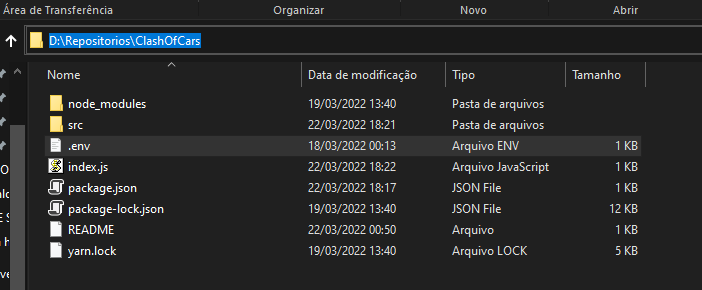 Área de Transferência Organizar Novo Abrir
D:\Repositorios\ClashOfCars
Nome Data de modificação Tipo Tamanho
node_modules 19/03/2022 13:40 Pasta de arquivos
src 22/03/2022 18:21 Pasta de arquivos
.env 18/03/2022 00:13 Arquivo ENV 1 KB
index.js 22/03/2022 18:22 Arquivo JavaScript 1 KB
package.json 22/03/2022 18:17 JSON File 1 KB
package-lock.json 19/03/2022 13:40 JSON File 12 KB
README 22/03/2022 00:50 Arquivo 1 KB
yarn.lock 19/03/2022 13:40 Arquivo LOCK 5 KB